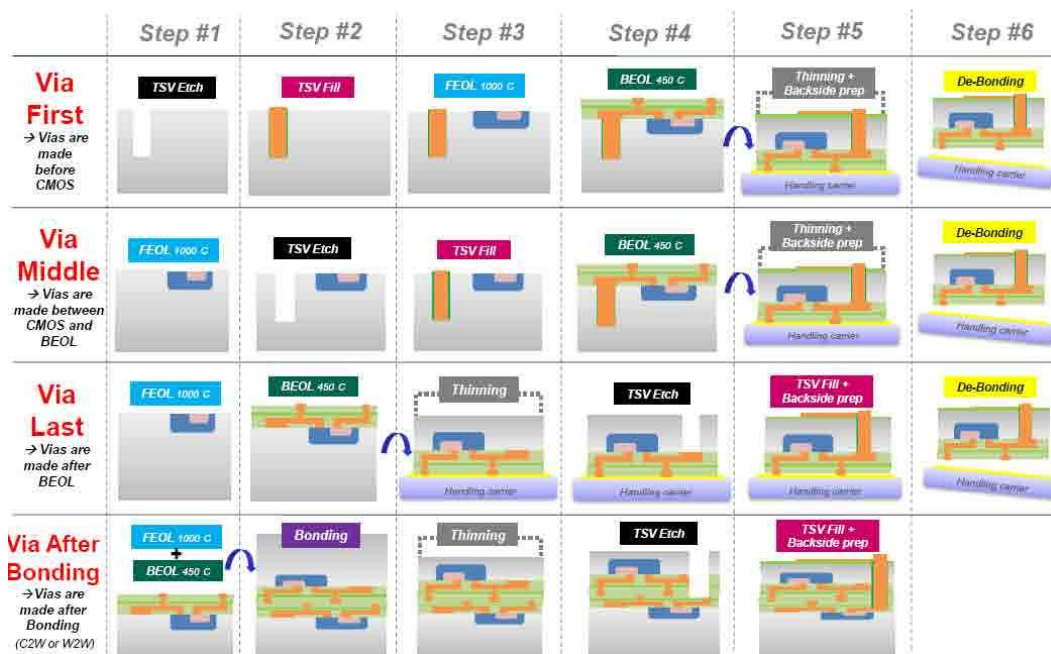 Step #1
Step #2
Step #3
Step #4
Step #5
Step #6
Via
First
→ Vias are
made
before
CMOS
TSV Etch
TSV Fill
FEOL 1000 C
BEOL 450 C
Thinning +
Backside prep
Handling carrier
De-Bonding
Handling carrier
Via
Middle
→ Vias are
made between
CMOS and
BEOL
FEOL 1000 C
TSV Etch
TSV Fill
BEOL 450 C
Thinning +
Backside prep
Handling carrier
De-Bonding
Handling carrier
Via
Last
→ Vias are
made after
BEOL
FEOL 1000 C
BEOL 450 C
Thinning
Handling carrier
TSV Etch
Handling carrier
TSV Fill +
Backside prep
Handling carrier
De-Bonding
Handling carrier
Via After
Bonding
→Vias are
made after
Bonding
(C2W or W2W)
FEOL 1000 C
+
BEOL 450 C
Bonding
Thinning
TSV Etch
TSV Fill +
Backside prep